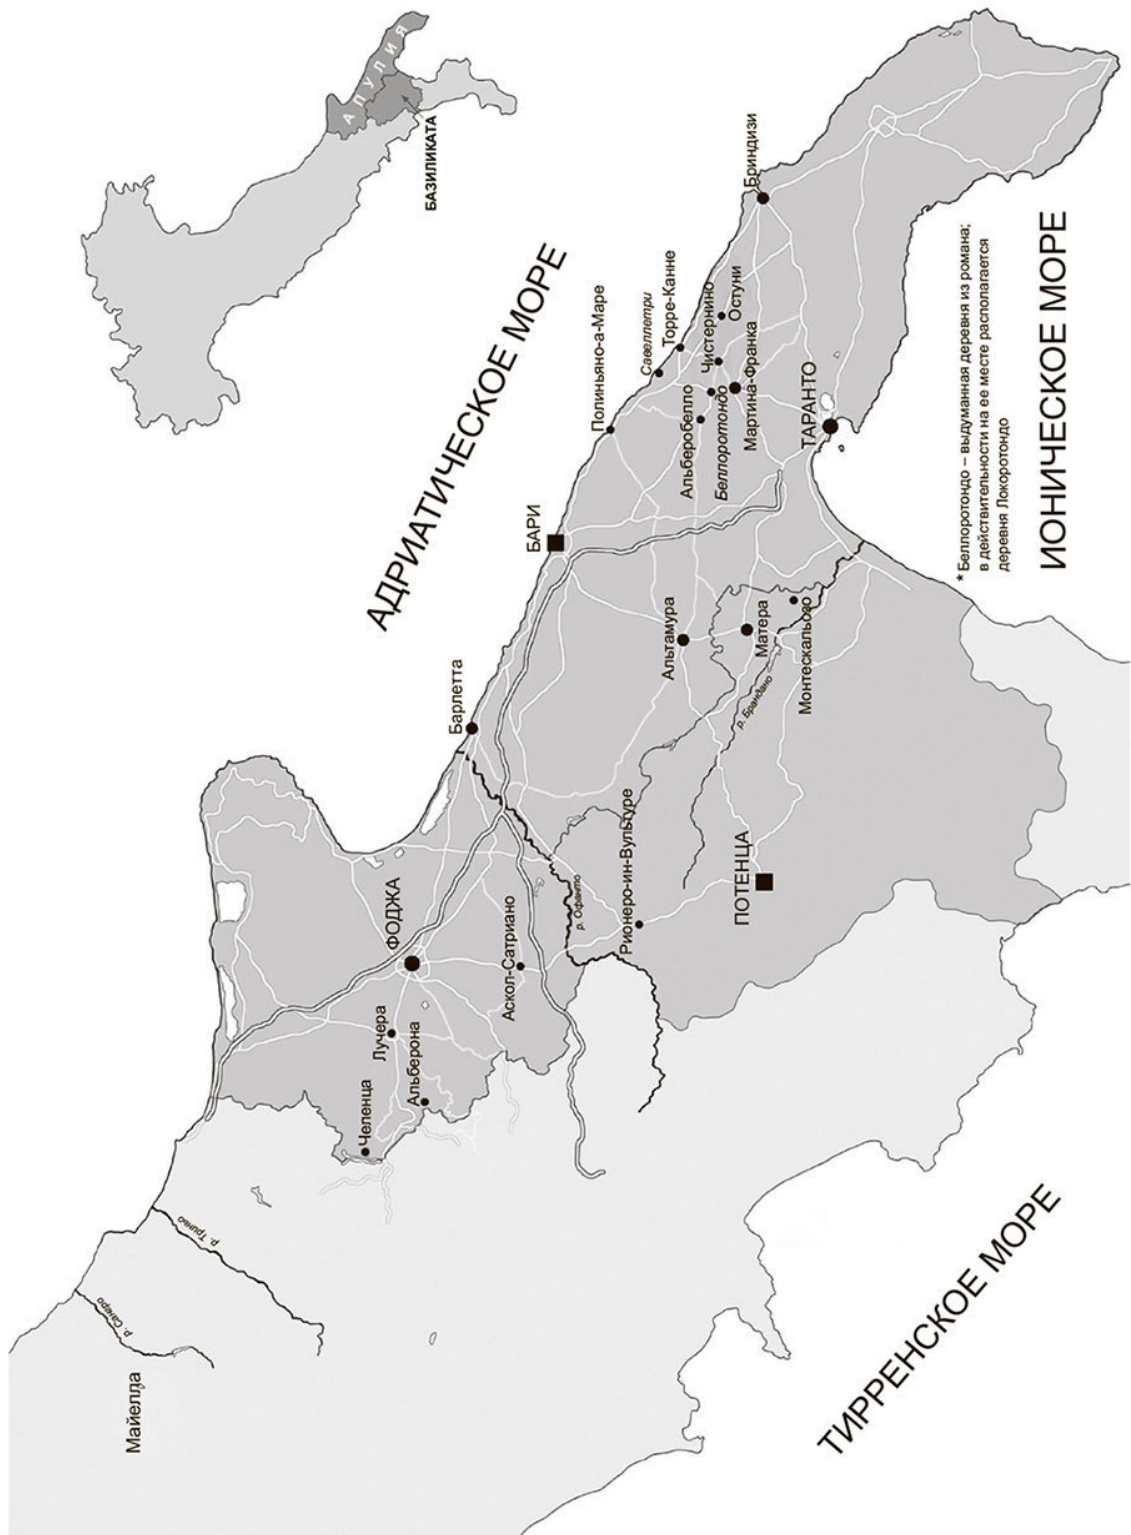 АПУЛИЯ
БАЗИЛИКАТА
АДРИАТИЧЕСКОЕ МОРЕ
Майелла
р. Сангро
р. Триньо
Челенца
Лучера
Альберона
ФОДЖА
Аскол-Сатриано
Барлетта
р. Офанто
Рионеро-ин-Вультуре
ПОТЕНЦА
БАРИ
Альтамура
Матера
р. Брандано
Монтескальозо
Полиньяно-а-Маре
Савеллетри
Торре-Канне
Альберобелло
Беллоротондо
Чистернино
Остуни
Мартина-Франка
Бриндизи
ТАРАНТО
* Беллоротондо – выдуманная деревня из романа;
в действительности на ее месте располагается
деревня Локоротондо
ИОНИЧЕСКОЕ МОРЕ
ТИРРЕНСКОЕ МОРЕ